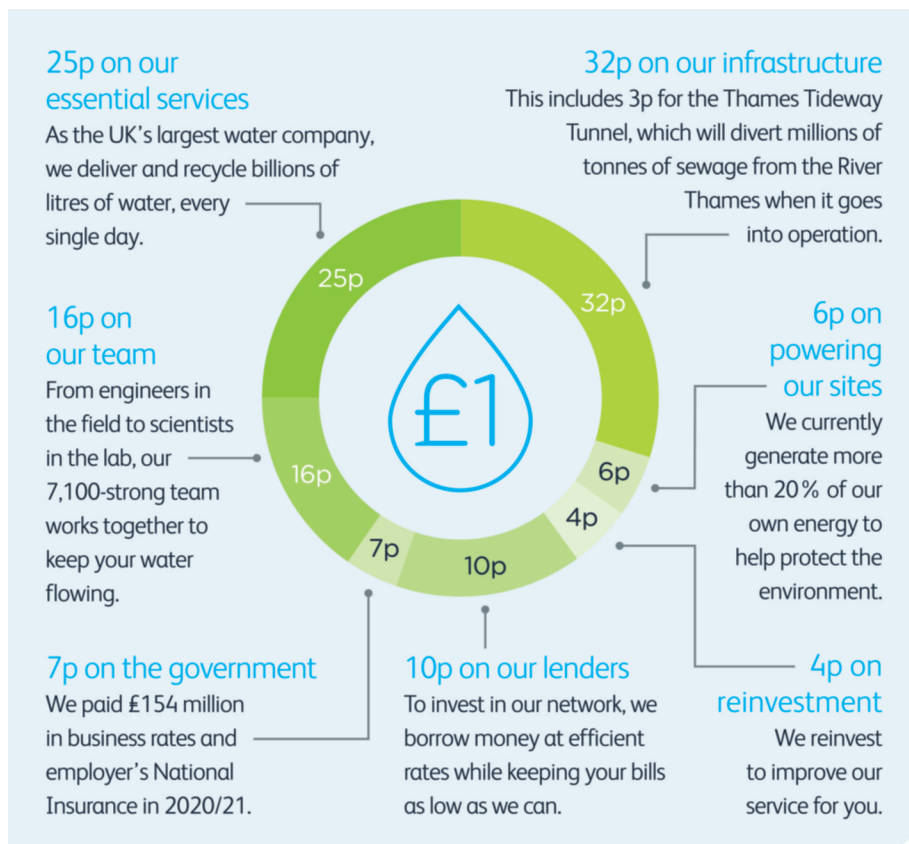 25p on our
essential services
As the UK's largest water company,
we deliver and recycle billions of
litres of water, every
single day.
32p on our infrastructure
This includes 3p for the Thames Tideway
Tunnel, which will divert millions of
tonnes of sewage from the River
Thames when it goes
into operation.
25p
32p
16p on
our team
From engineers in
the field to scientists
in the lab, our
7,100-strong team
works together to
keep your water
flowing.
£1
6p on
powering
our sites
We currently
generate more
than 20% of our
own energy to
help protect the
environment.
16p
6p
4p
7p
10p
7p on the government
We paid £154 million
in business rates and
employer's National
Insurance in 2020/21.
10p on our lenders
To invest in our network, we
borrow money at efficient
rates while keeping your bills
as low as we can.
4p on
reinvestment
We reinvest
to improve our
service for you.